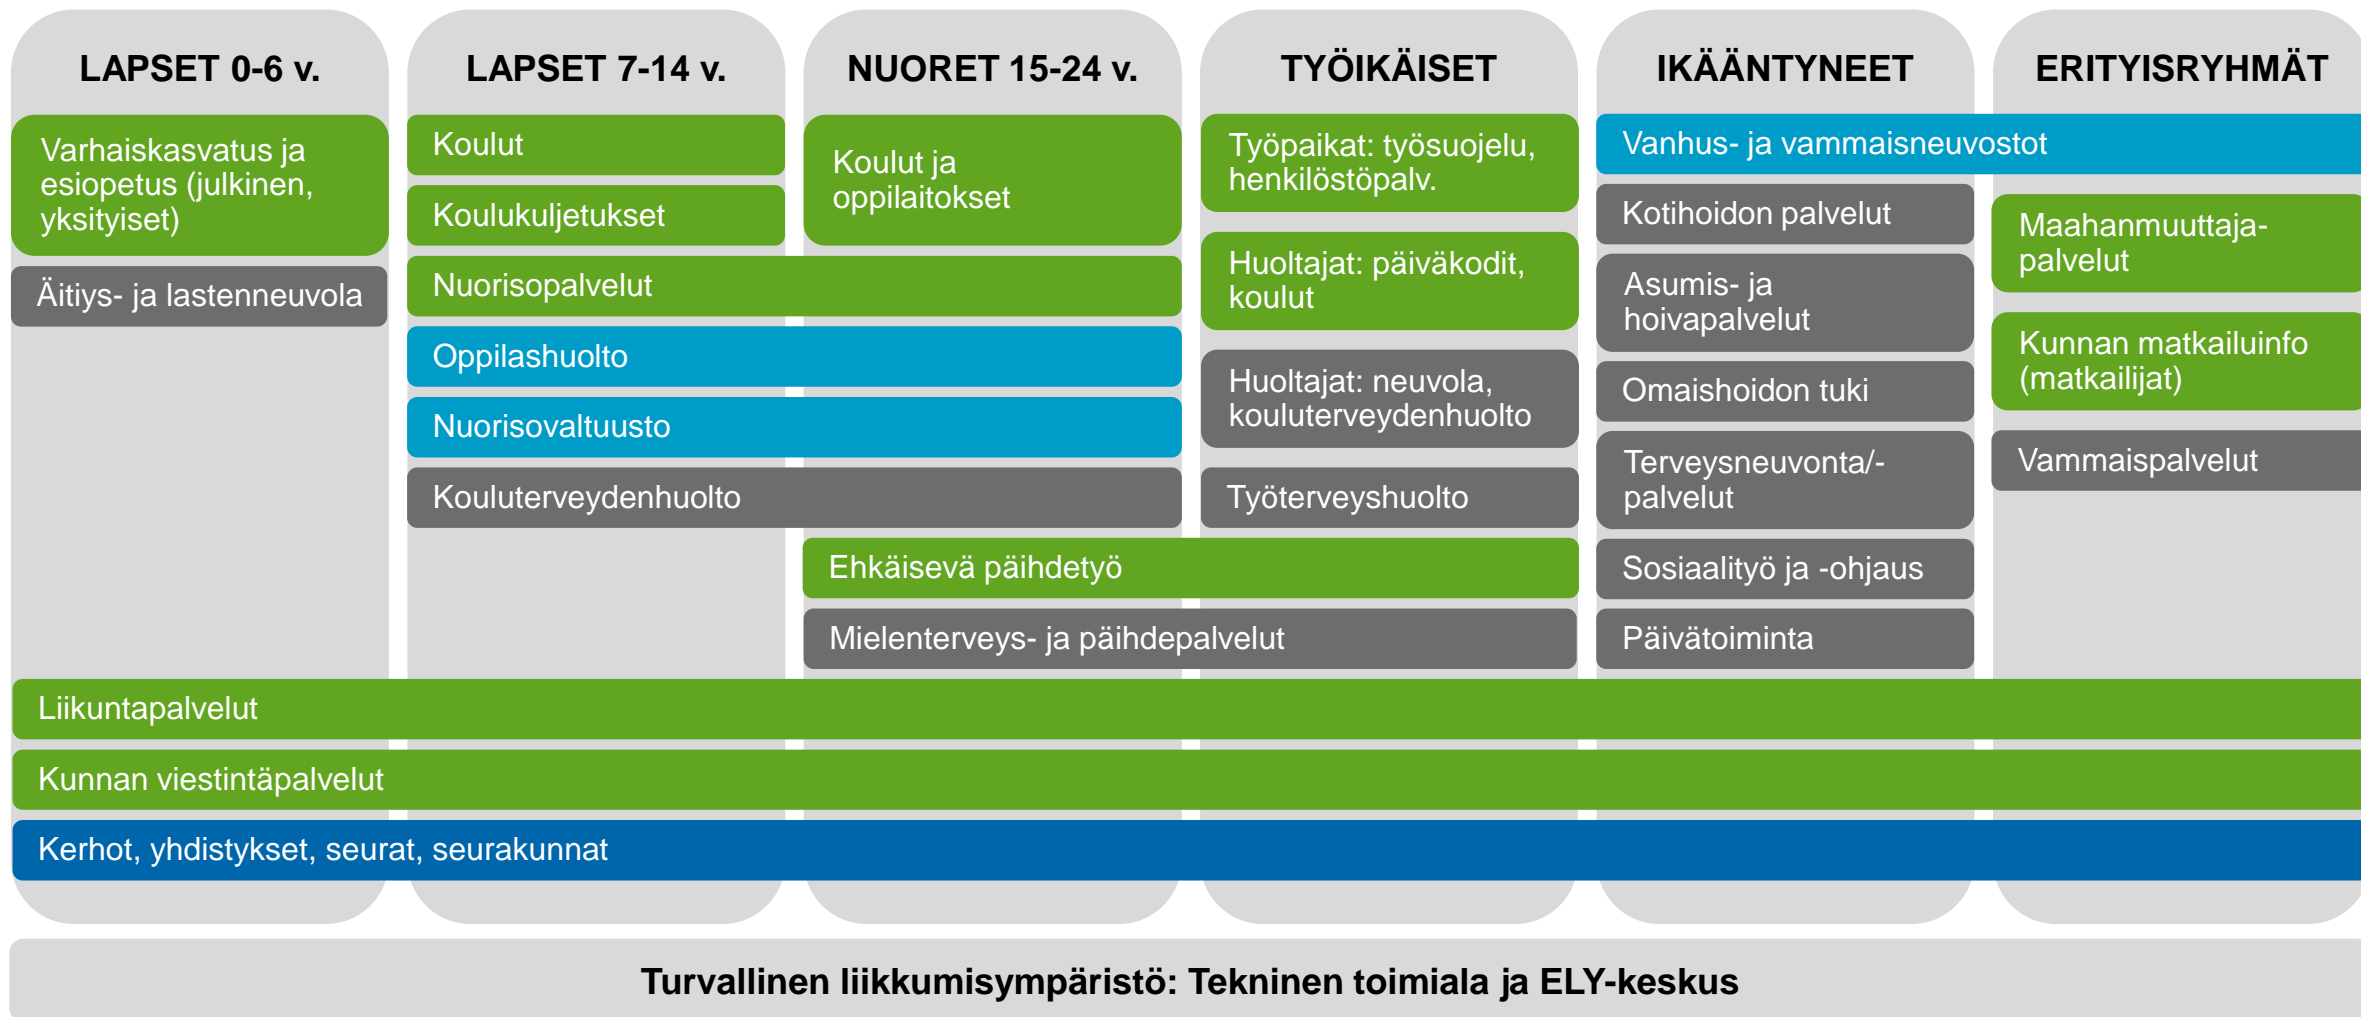 LAPSET 0-6 v.
Varhaiskasvatus ja
esiopetus (julkinen,
yksityiset)
Äitiys- ja lastenneuvola
LAPSET 7-14 v.
Koulut
Koulukuljetukset
Nuorisopalvelut
Oppilashuolto
Nuorisovaltuusto
Kouluterveydenhuolto
NUORET 15-24 v.
Koulut ja
oppilaitokset
Ehkäisevä päihdetyö
Mielenterveys- ja päihdepalvelut
TYÖIKÄISET
Työpaikat: työsuojelu,
henkilöstöpalv.
Huoltajat: päiväkodit,
koulut
Huoltajat: neuvola,
kouluterveydenhuolto
Työterveyshuolto
IKÄÄNTYNEET
Vanhus- ja vammaisneuvostot
Kotihoidon palvelut
Asumis- ja
hoivapalvelut
Omaishoidon tuki
Terveysneuvonta/-
palvelut
Sosiaalityö ja -ohjaus
Päivätoiminta
ERITYISRYHMÄT
Maahanmuuttaja-
palvelut
Kunnan matkailuinfo
(matkailijat)
Vammaispalvelut
Liikuntapalvelut
Kunnan viestintäpalvelut
Kerhot, yhdistykset, seurat, seurakunnat
Turvallinen liikkumisympäristö: Tekninen toimiala ja ELY-keskus